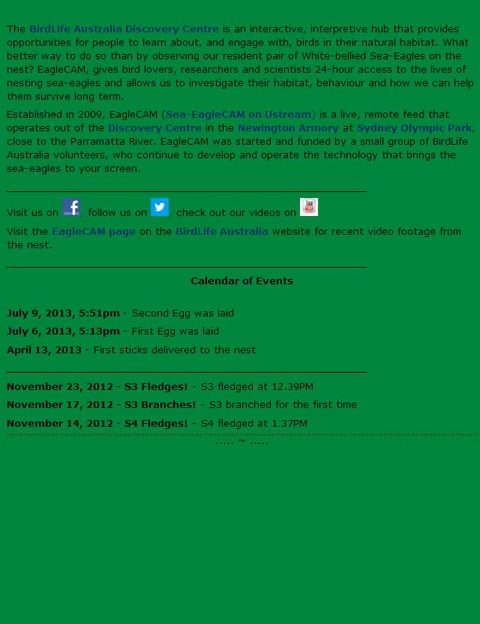 The BirdLife Australia Discovery Centre is an interactive, interpretive hub that provides
opportunities for people to learn about, and engage with, birds in their natural habitat. What
better way to do so than by observing our resident pair of White-bellied Sea-Eagles on the
nest? EagleCAM, gives bird lovers, researchers and scientists 24-hour access to the lives of
nesting sea-eagles and allows us to investigate their habitat, behaviour and how we can help
them survive long term.
Established in 2009, EagleCAM (Sea-EagleCAM on Ustream) is a live, remote feed that
operates out of the Discovery Centre in the Newington Armory at Sydney Olympic Park,
close to the Parramatta River. EagleCAM was started and funded by a small group of BirdLife
Australia volunteers, who continue to develop and operate the technology that brings the
sea-eagles to your screen.
Visit us on f, follow us on , check out our videos on
Visit the EagleCAM page on the BirdLife Australia website for recent video footage from
the nest.
Calendar of Events
July 9, 2013, 5:51pm - Second Egg was laid
July 6, 2013, 5:13pm - First Egg was laid
April 13, 2013 - First sticks delivered to the nest
November 23, 2012 - S3 Fledges! - S3 fledged at 12.39PM
November 17, 2012 - S3 Branches! - S3 branched for the first time
November 14, 2012 - S4 Fledges! - S4 fledged at 1.37PM
..... ~ .....